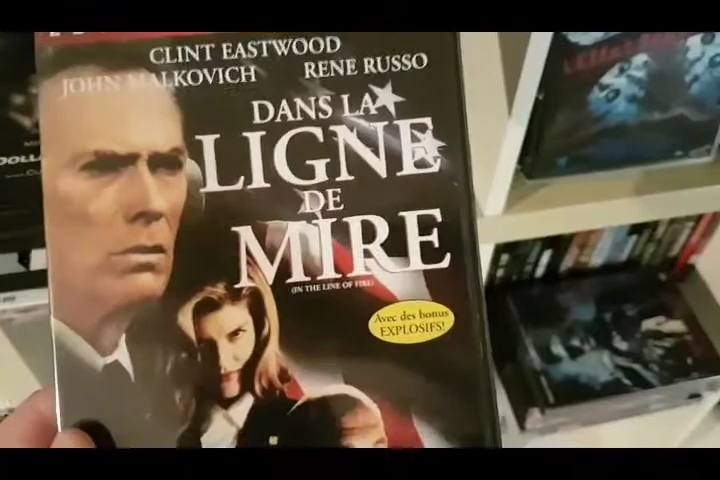 CLINT EASTWOOD
JOHN MALKOVICH RENE RUSSO
DANS LA
LIGNE
DE
MIRE
(IN THE LINE OF FIRE)
Avec des bonus
EXPLOSIFS!